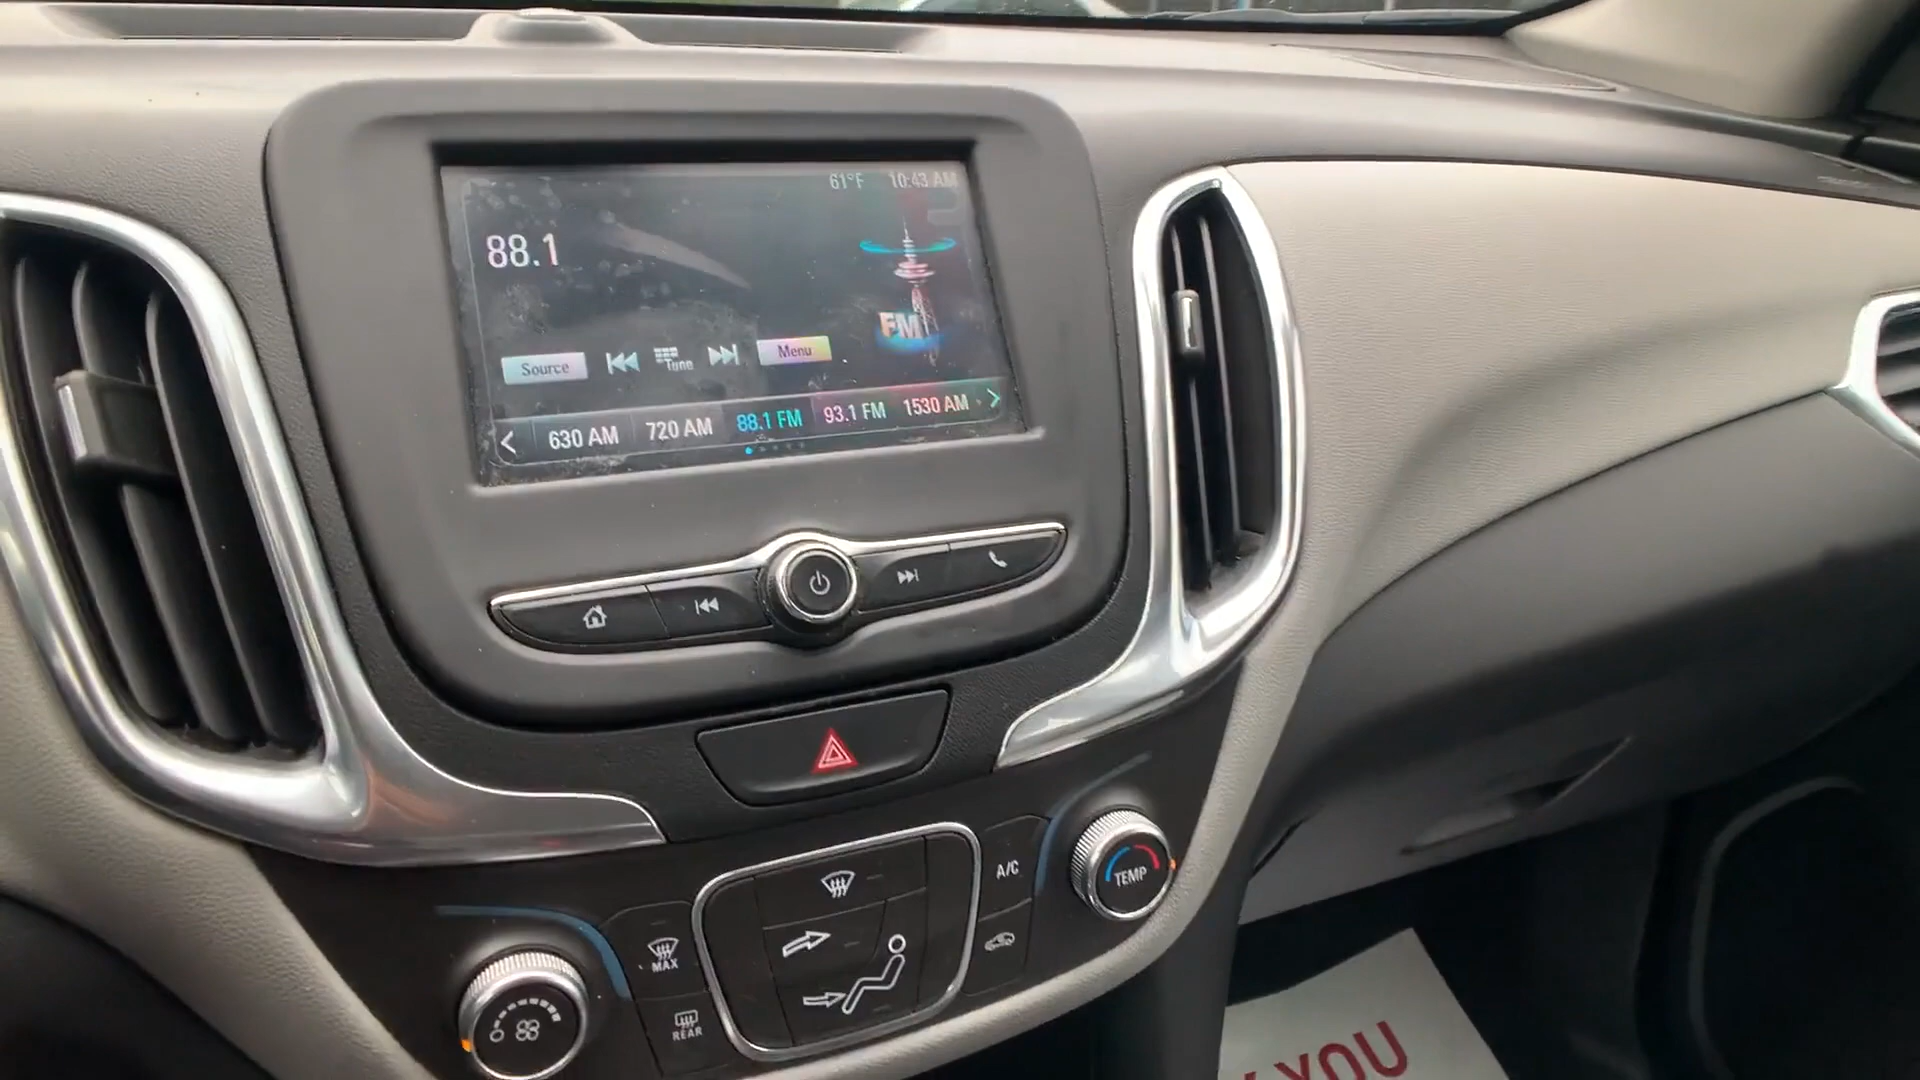 61°F 10:43 AM
88.1
FM
Source Tune Menu
630 AM 720 AM 88.1 FM 93.1 FM 1530 AM
A/C
TEMP
MAX
REAR
YOU